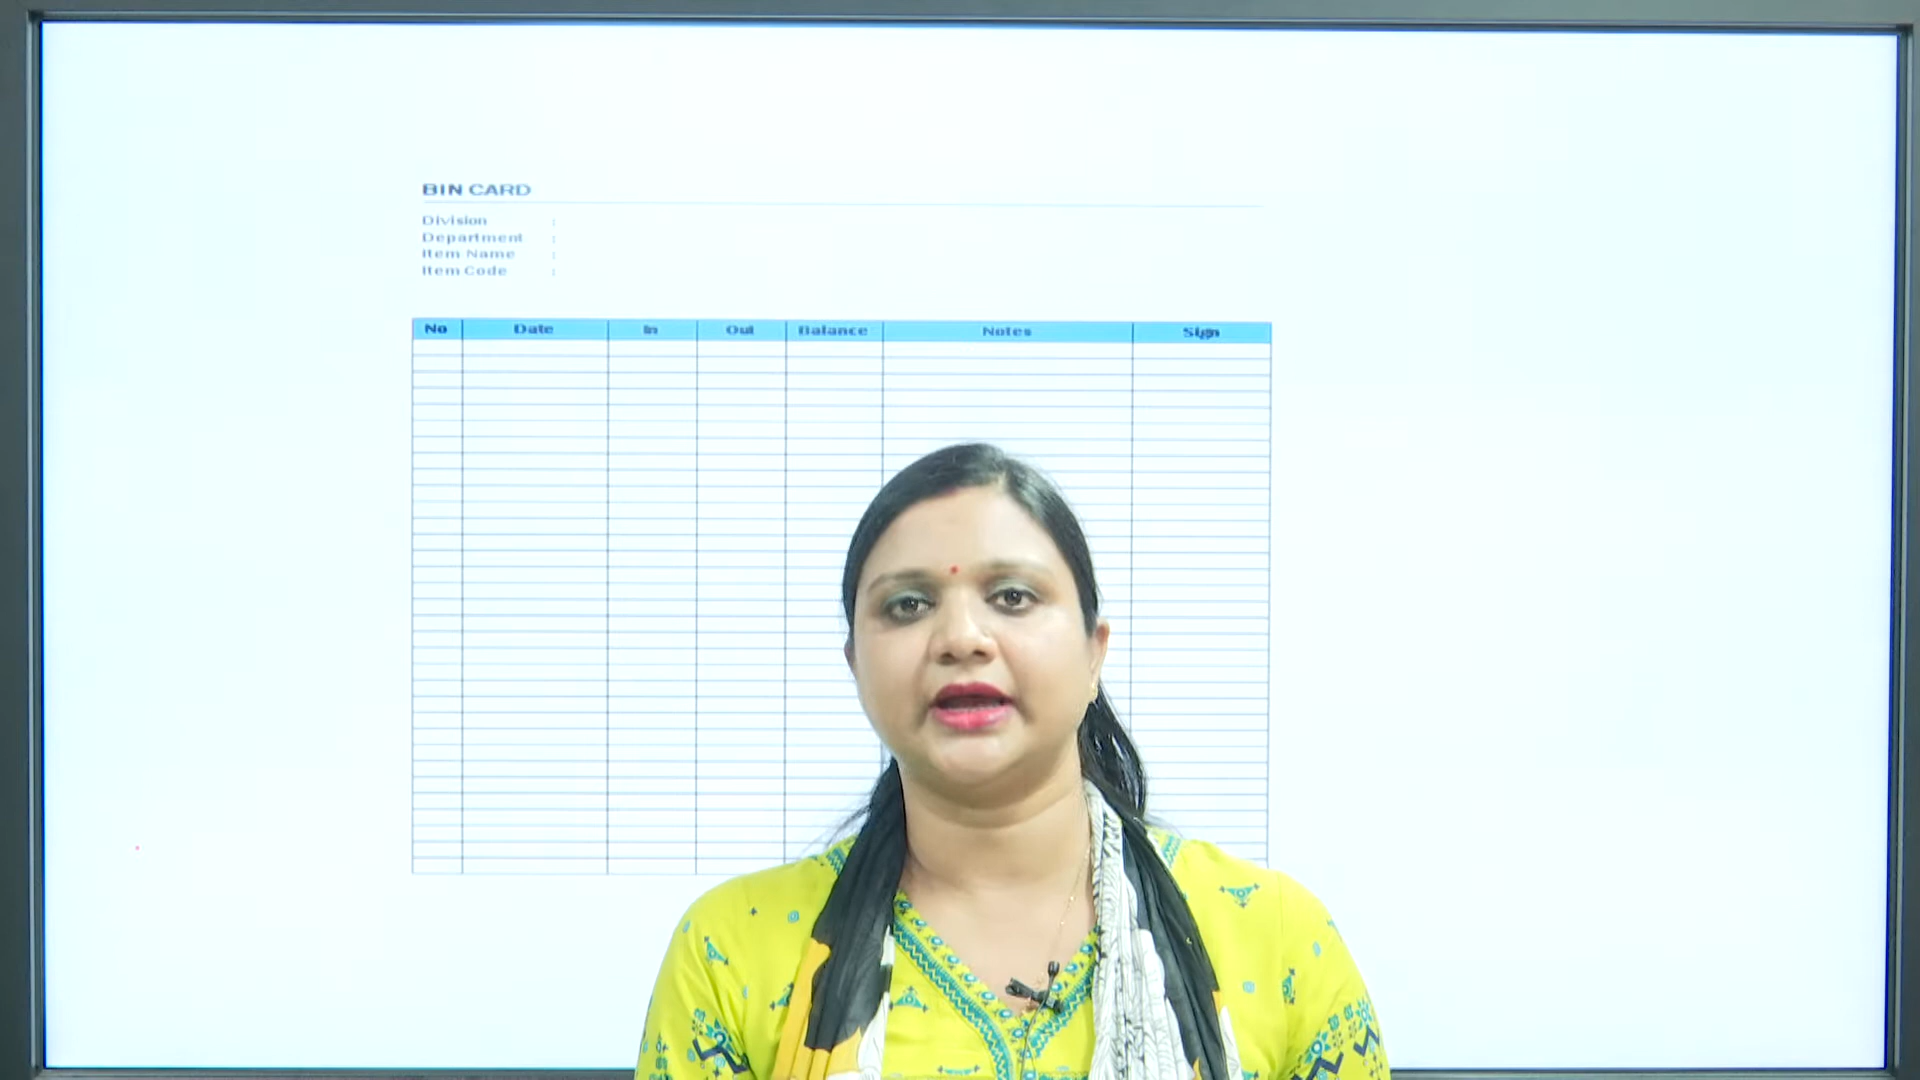 BIN CARD
Division :
Department :
Item Name :
Item Code :
No Date In Out Balance Notes Sign